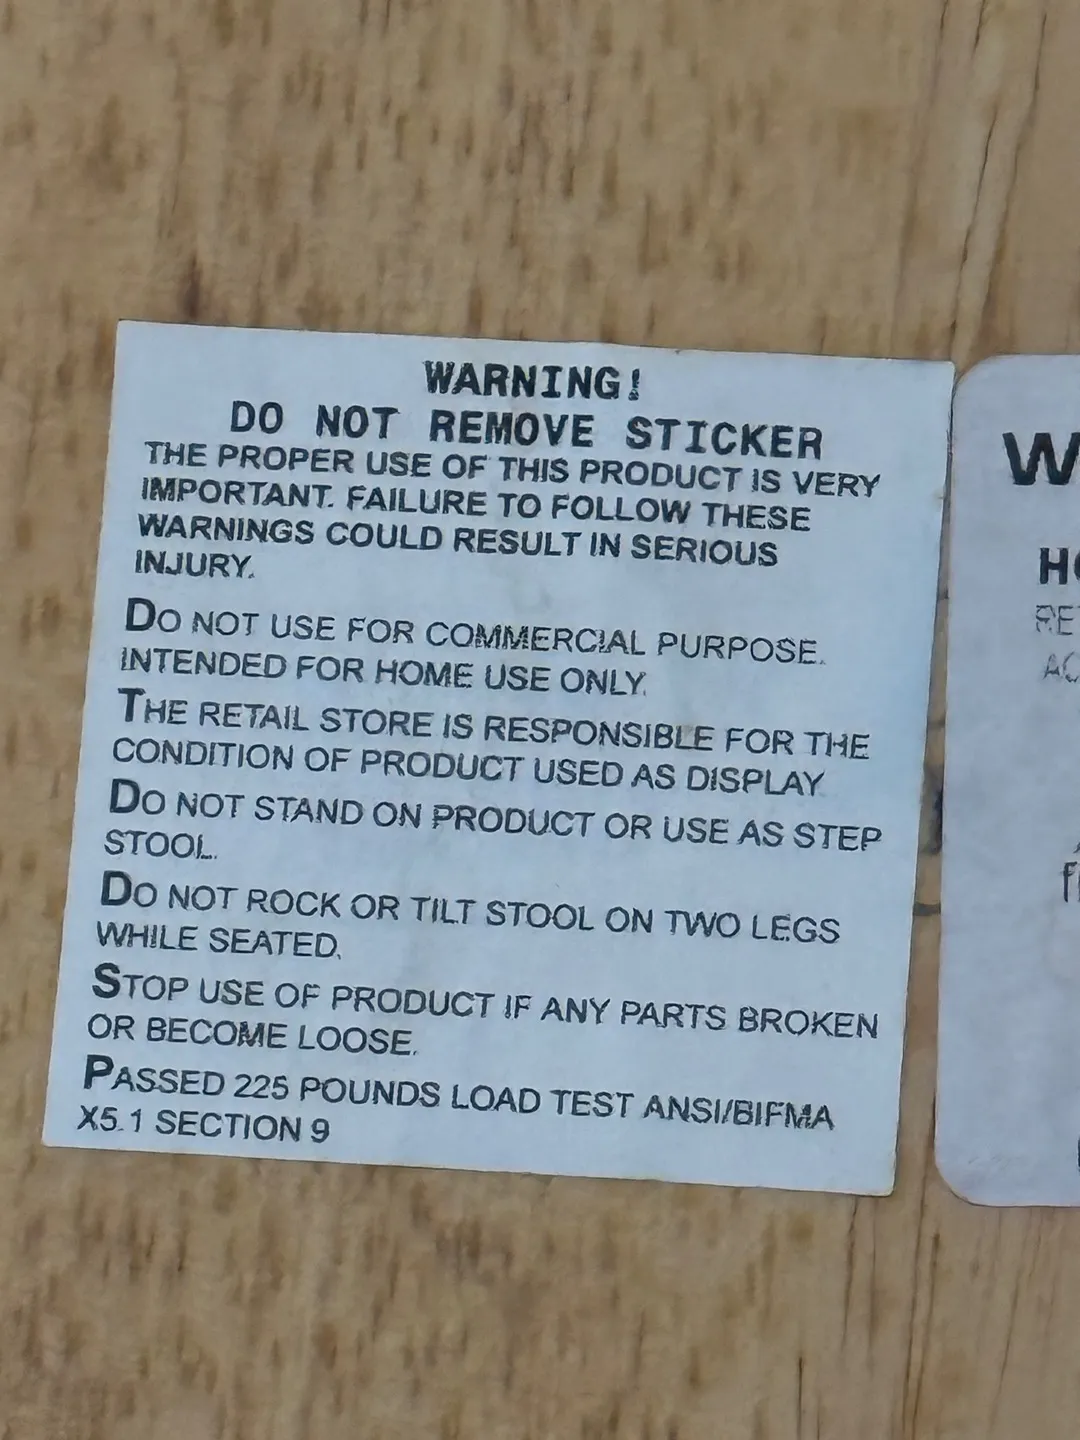 WARNING!
DO NOT REMOVE STICKER
THE PROPER USE OF THIS PRODUCT IS VERY
IMPORTANT. FAILURE TO FOLLOW THESE
WARNINGS COULD RESULT IN SERIOUS
INJURY.
DO NOT USE FOR COMMERCIAL PURPOSE.
INTENDED FOR HOME USE ONLY.
THE RETAIL STORE IS RESPONSIBLE FOR THE
CONDITION OF PRODUCT USED AS DISPLAY
DO NOT STAND ON PRODUCT OR USE AS STEP
STOOL.
DO NOT ROCK OR TILT STOOL ON TWO LEGS
WHILE SEATED.
STOP USE OF PRODUCT IF ANY PARTS BROKEN
OR BECOME LOOSE.
PASSED 225 POUNDS LOAD TEST ANSI/BIFMA
X5.1 SECTION 9